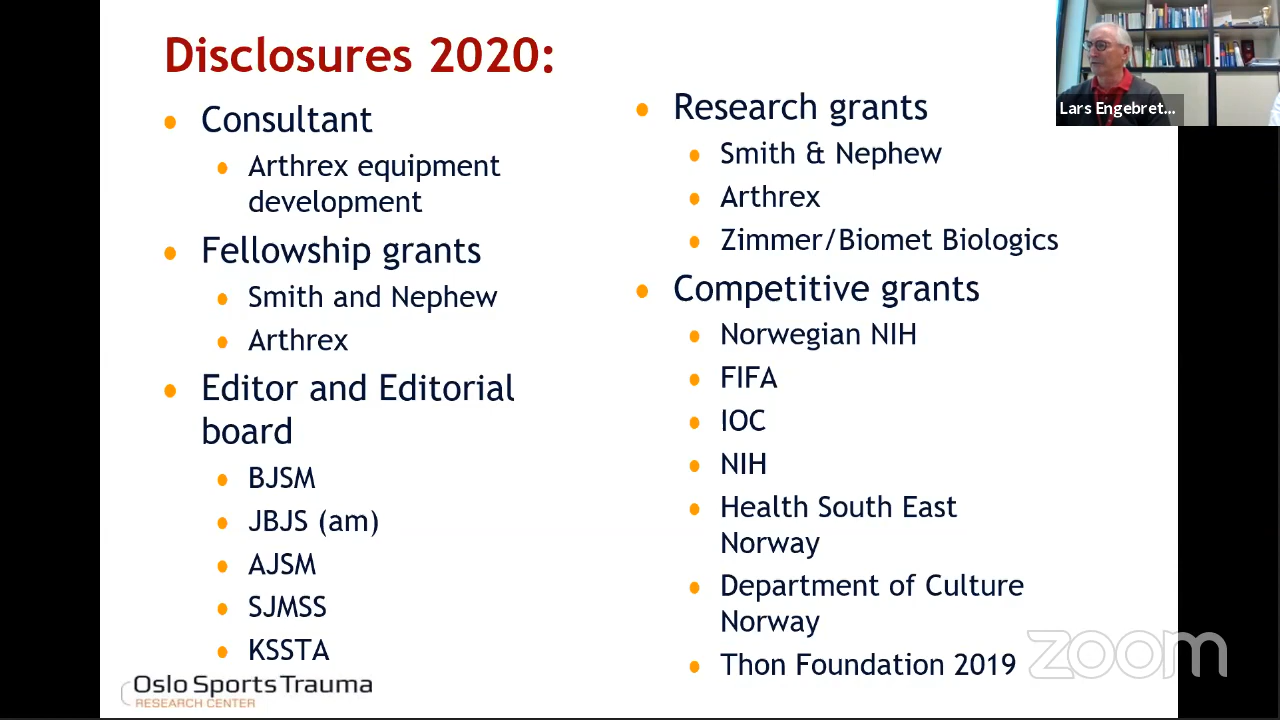 Disclosures 2020:
Consultant
Arthrex equipment
development
Fellowship grants
Smith and Nephew
Arthrex
Editor and Editorial
board
BJSM
JBJS (am)
AJSM
SJMSS
KSSTA
Oslo Sports Trauma
RESEARCH CENTER
Research grants
Smith & Nephew
Arthrex
Zimmer/Biomet Biologics
Competitive grants
Norwegian NIH
FIFA
IOC
NIH
Health South East
Norway
Department of Culture
Norway
Thon Foundation 2019
Lars Engebret...
zoom